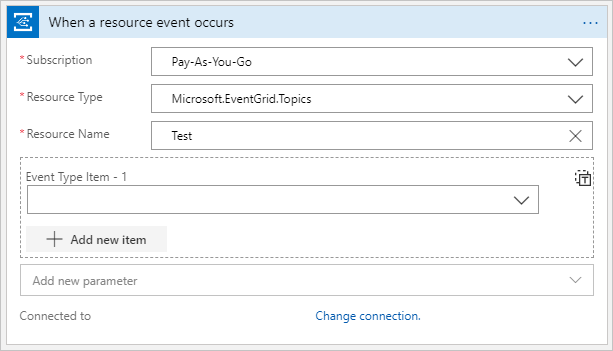 When a resource event occurs
* Subscription
Pay-As-You-Go
* Resource Type
Microsoft.EventGrid.Topics
* Resource Name
Test
Event Type Item - 1
Add new item
Add new parameter
Connected to
Change connection.